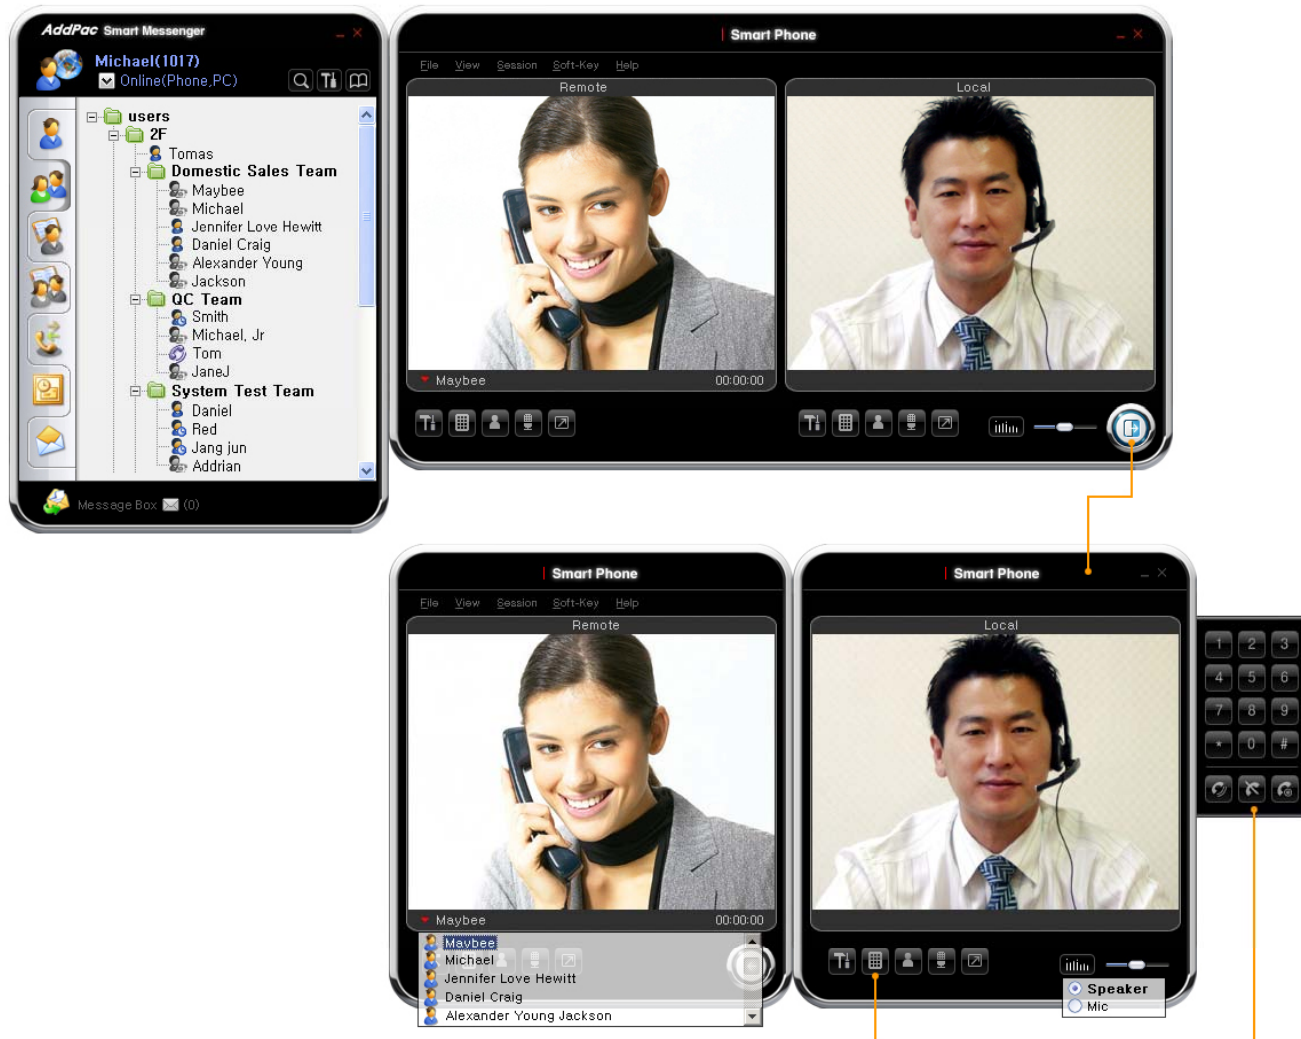 AddPac Smart Messenger
Michael(1017)
Online(Phone,PC)
users
2F
Tomas
Domestic Sales Team
Maybee
Michael
Jennifer Love Hewitt
Daniel Craig
Alexander Young
Jackson
QC Team
Smith
Michael, Jr
Tom
JaneJ
System Test Team
Daniel
Red
Jang jun
Addrian
Message Box (0)
Smart Phone
File View Session Soft-Key Help
Remote
Local
Maybee 00:00:00
Smart Phone
File View Session Soft-Key Help
Remote
Maybee 00:00:00
Maybee
Michael
Jennifer Love Hewitt
Daniel Craig
Alexander Young Jackson
Smart Phone
Local
Speaker
Mic
1 2 3
4 5 6
7 8 9
* 0 #